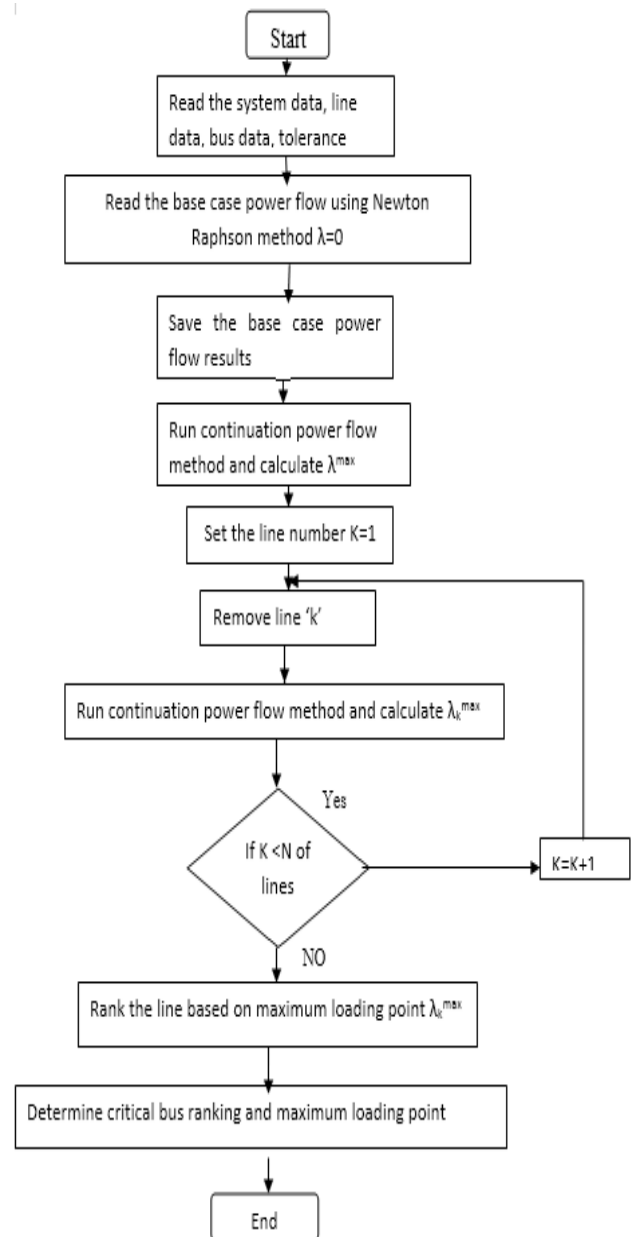 Start
Read the system data, line
data, bus data, tolerance
Read the base case power flow using Newton
Raphson method λ=0
Save the base case power
flow results
Run continuation power flow
method and calculate λᵐᵃˣ
Set the line number K=1
Remove line ‘k’
Run continuation power flow method and calculate λₖᵐᵃˣ
Yes
If K <N of
lines
K=K+1
NO
Rank the line based on maximum loading point λₖᵐᵃˣ
Determine critical bus ranking and maximum loading point
End